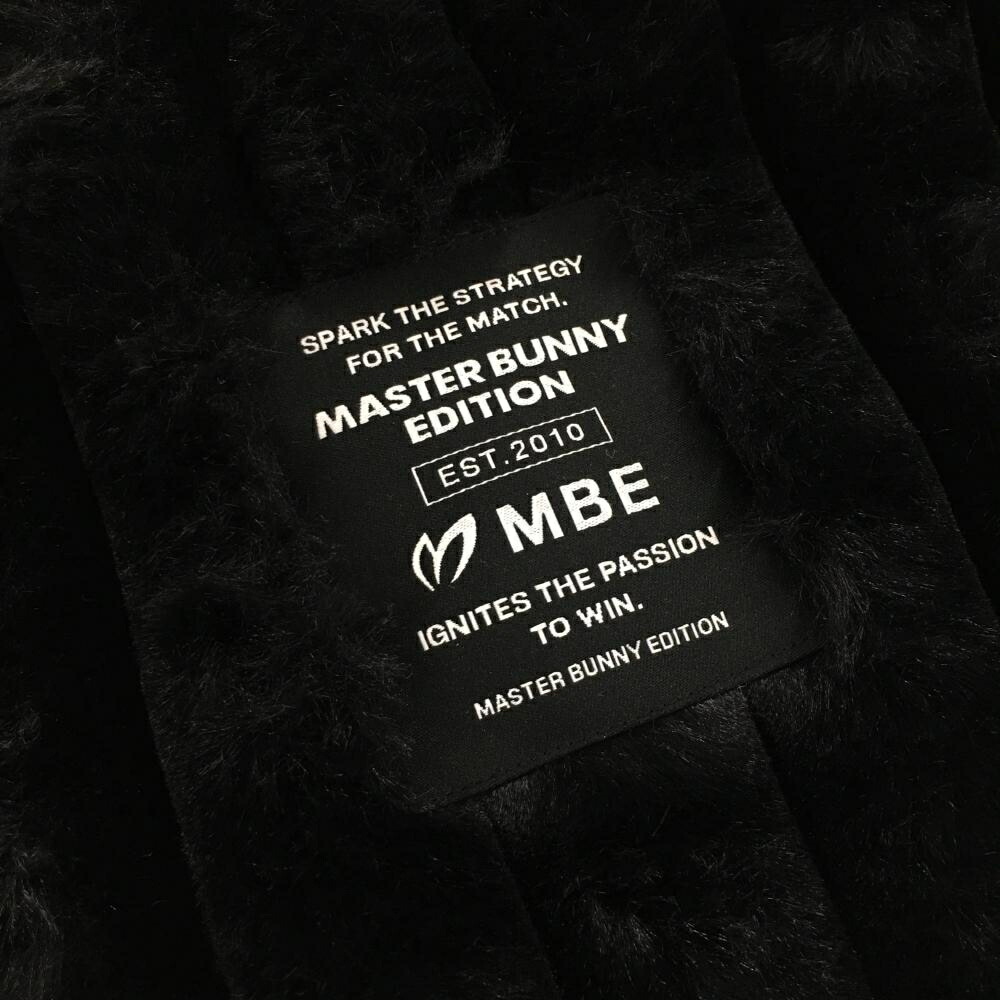 SPARK THE STRATEGY
FOR THE MATCH.
MASTER BUNNY
EDITION
EST.2010
MBE
IGNITES THE PASSION
TO WIN.
MASTER BUNNY EDITION